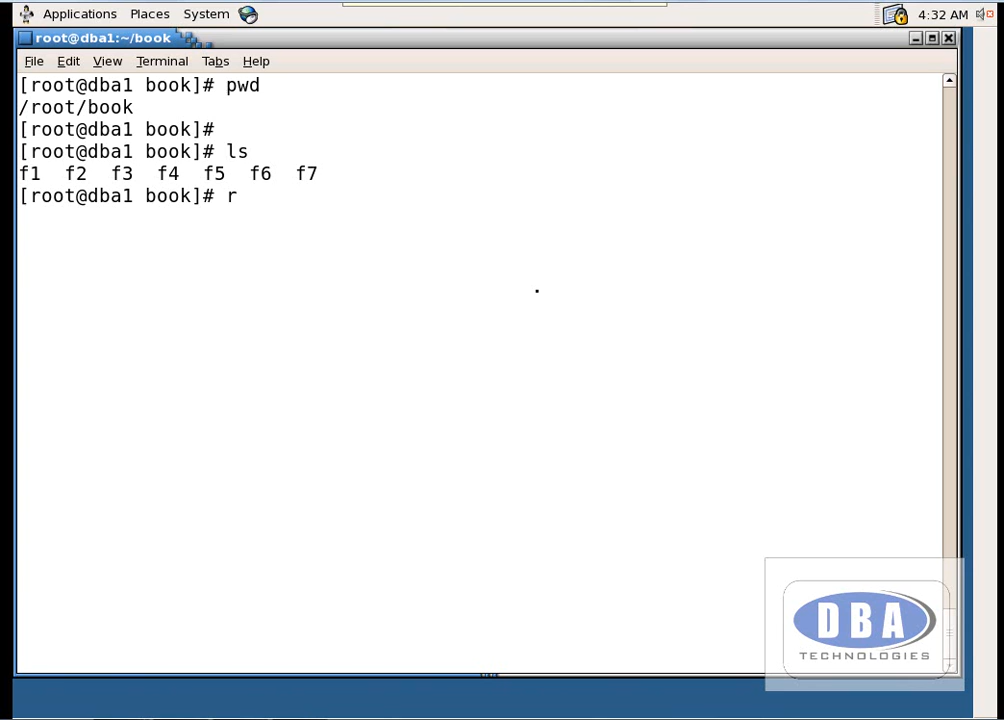 Applications Places System 4:32 AM
root@dba1:~/book
File Edit View Terminal Tabs Help
[root@dba1 book]# pwd
/root/book
[root@dba1 book]#
[root@dba1 book]# ls
f1 f2 f3 f4 f5 f6 f7
[root@dba1 book]# r
DBA
TECHNOLOGIES